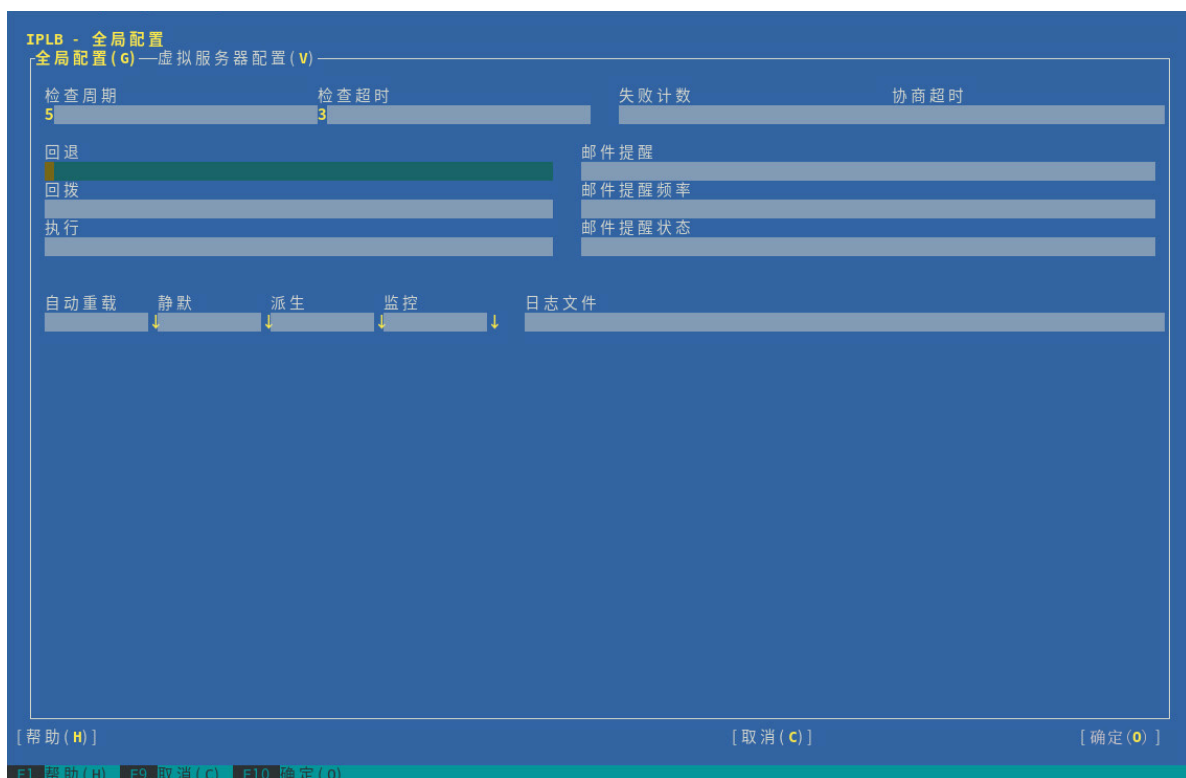 IPLB - 全局配置
全局配置(G)—虚拟服务器配置(V)
检查周期 检查超时 失败计数 协商超时
5 3
回退 邮件提醒
回拨 邮件提醒频率
执行 邮件提醒状态
自动重载 静默 派生 监控 日志文件
↓ ↓ ↓ ↓
[帮助(H)] [取消(C)] [确定(O)]
F1 帮助(H) F9 取消(C) F10 确定(O)